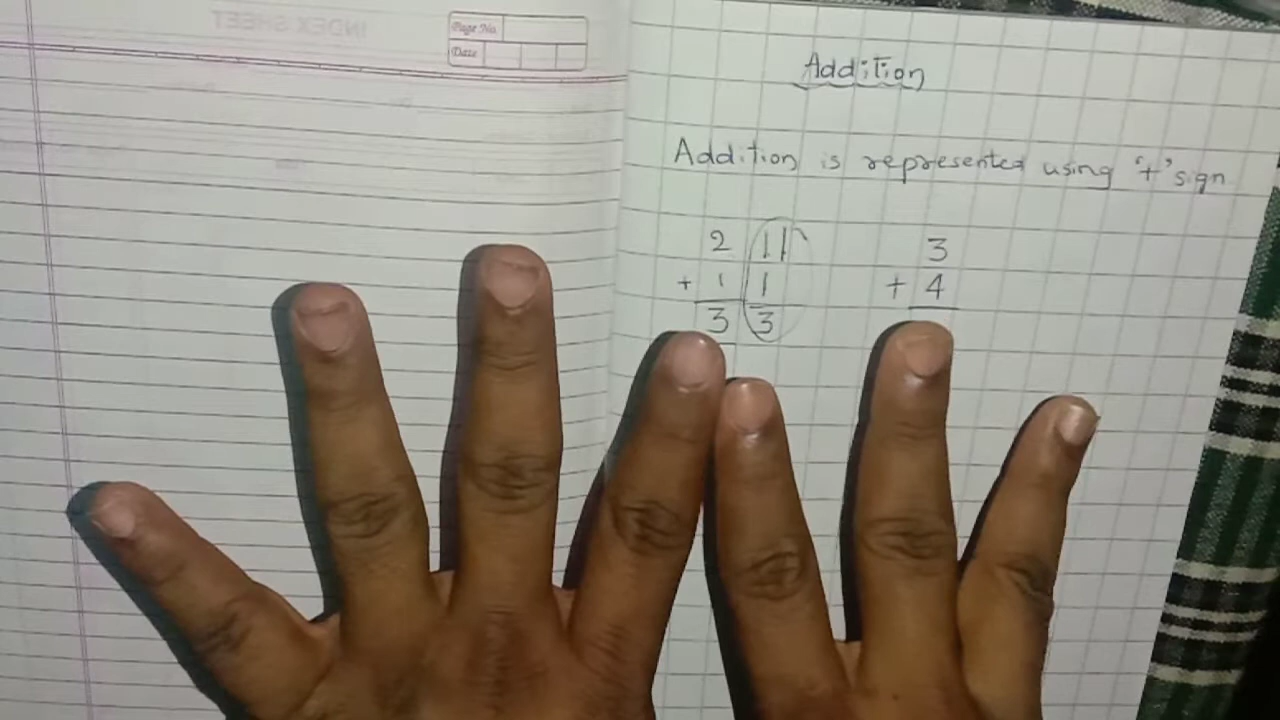 INDEX SHEET
Page No.
Date
Addition
Addition is represented using '+' sign
2 11
+ 1 1
3 3
3
+ 4